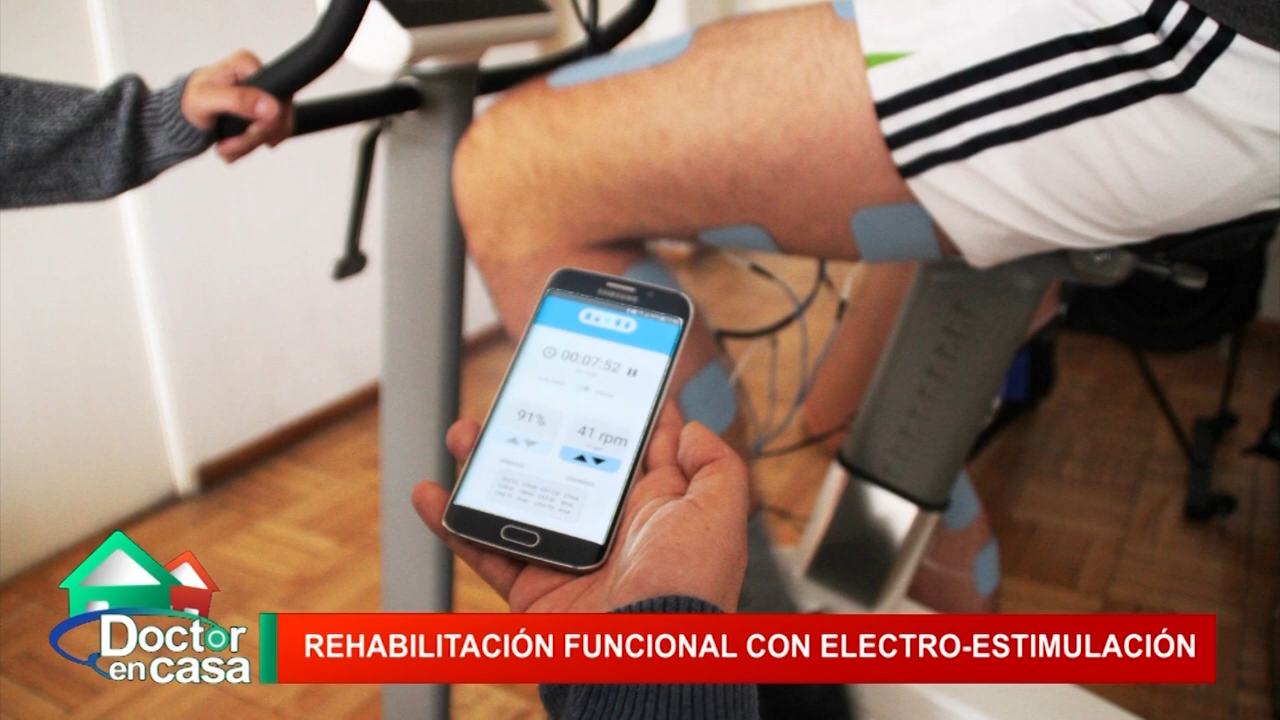 SAMSUNG
00:07:52
91%
41 rpm
Doctor
en casa
REHABILITACIÓN FUNCIONAL CON ELECTRO-ESTIMULACIÓN